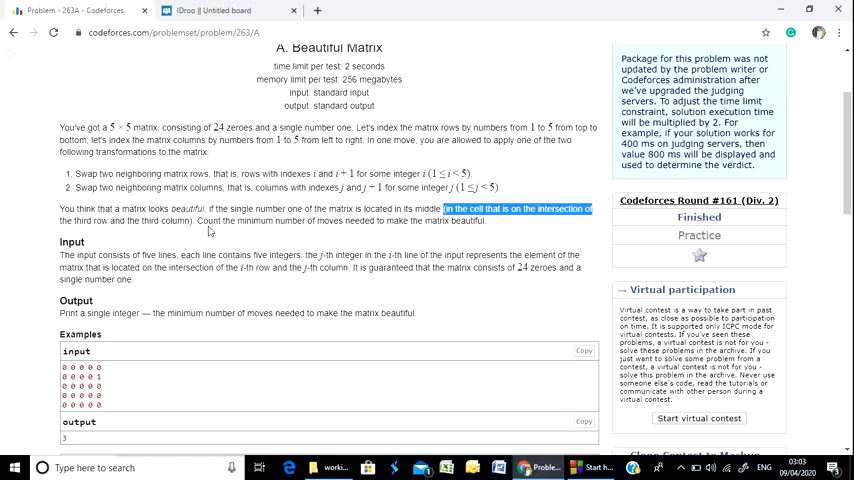 Problem - 263A - Codeforces
IDroo || Untitled board
codeforces.com/problemset/problem/263/A
A. Beautiful Matrix
time limit per test: 2 seconds
memory limit per test: 256 megabytes
input: standard input
output: standard output
You've got a 5 × 5 matrix, consisting of 24 zeroes and a single number one. Let's index the matrix rows by numbers from 1 to 5 from top to
bottom, let's index the matrix columns by numbers from 1 to 5 from left to right. In one move, you are allowed to apply one of the two
following transformations to the matrix:
1. Swap two neighboring matrix rows, that is, rows with indexes i and i + 1 for some integer i (1 ≤ i < 5).
2. Swap two neighboring matrix columns, that is, columns with indexes j and j + 1 for some integer j (1 ≤ j < 5).
You think that a matrix looks beautiful, if the single number one of the matrix is located in its middle (in the cell that is on the intersection of
the third row and the third column). Count the minimum number of moves needed to make the matrix beautiful.
Input
The input consists of five lines, each line contains five integers: the j-th integer in the i-th line of the input represents the element of the
matrix that is located on the intersection of the i-th row and the j-th column. It is guaranteed that the matrix consists of 24 zeroes and a
single number one.
Output
Print a single integer — the minimum number of moves needed to make the matrix beautiful.
Examples
input
Copy
0 0 0 0 0
0 0 0 0 1
0 0 0 0 0
0 0 0 0 0
0 0 0 0 0
output
Copy
3
Package for this problem was not
updated by the problem writer or
Codeforces administration after
we've upgraded the judging
servers. To adjust the time limit
constraint, solution execution time
will be multiplied by 2. For
example, if your solution works for
400 ms on judging servers, then
value 800 ms will be displayed and
used to determine the verdict.
Codeforces Round #161 (Div. 2)
Finished
Practice
→ Virtual participation
Virtual contest is a way to take part in past
contest, as close as possible to participation
on time. It is supported only ICPC mode for
virtual contests. If you've seen these
problems, a virtual contest is not for you -
solve these problems in the archive. If you
just want to solve some problem from a
contest, a virtual contest is not for you -
solve this problem in the archive. Never use
someone else's code, read the tutorials or
communicate with other person during a
virtual contest.
Start virtual contest
Clone Contest to Mashup
Type here to search
worki...
Proble...
Start h...
ENG
03:03
09/04/2020